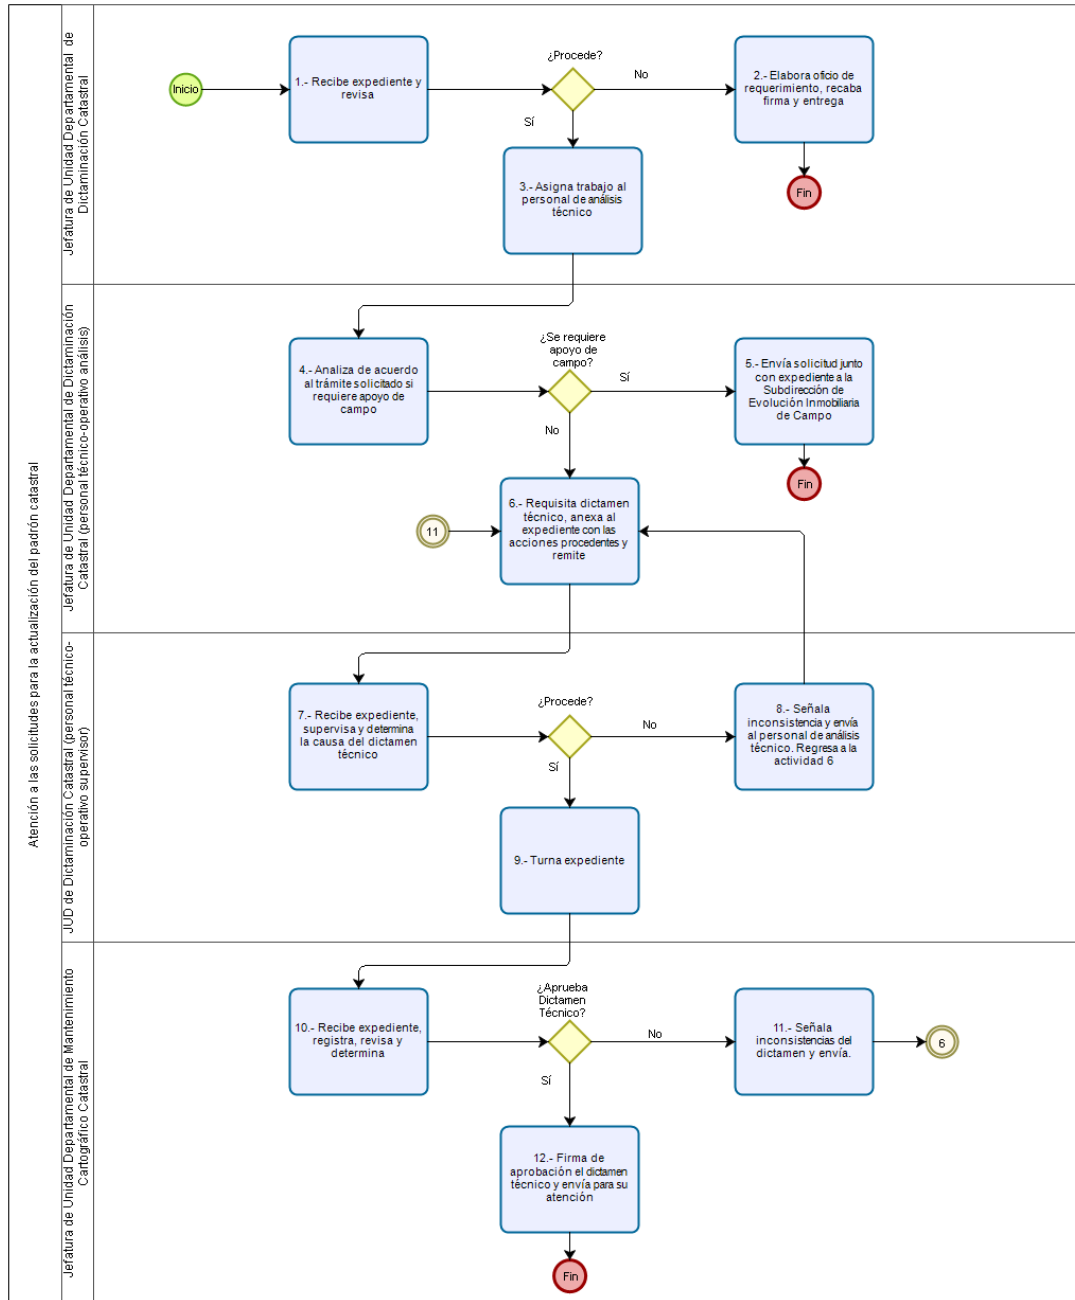 Atención a las solicitudes para la actualización del padrón catastral
Jefatura de Unidad Departamental de
Dictaminación Catastral
Inicio
1.- Recibe expediente y
revisa
¿Procede?
No
Sí
2.- Elabora oficio de
requerimiento, recaba
firma y entrega
Fin
3.- Asigna trabajo al
personal de análisis
técnico
Jefatura de Unidad Departamental de Dictaminación
Catastral (personal técnico-operativo análisis)
4.- Analiza de acuerdo
al trámite solicitado si
requiere apoyo de
campo
¿Se requiere
apoyo de
campo?
Sí
No
5.- Envía solicitud junto
con expediente a la
Subdirección de
Evolución Inmobiliaria
de Campo
Fin
11
6.- Requisita dictamen
técnico, anexa al
expediente con las
acciones procedentes y
remite
JUD de Dictaminación Catastral (personal técnico-
operativo supervisor)
7.- Recibe expediente,
supervisa y determina
la causa del dictamen
técnico
¿Procede?
No
Sí
8.- Señala
inconsistencia y envía
al personal de análisis
técnico. Regresa a la
actividad 6
9.- Turna expediente
Jefatura de Unidad Departamental de Mantenimiento
Cartográfico Catastral
10.- Recibe expediente,
registra, revisa y
determina
¿Aprueba
Dictamen
Técnico?
No
Sí
11.- Señala
inconsistencias del
dictamen y envía.
6
12.- Firma de
aprobación el dictamen
técnico y envía para su
atención
Fin